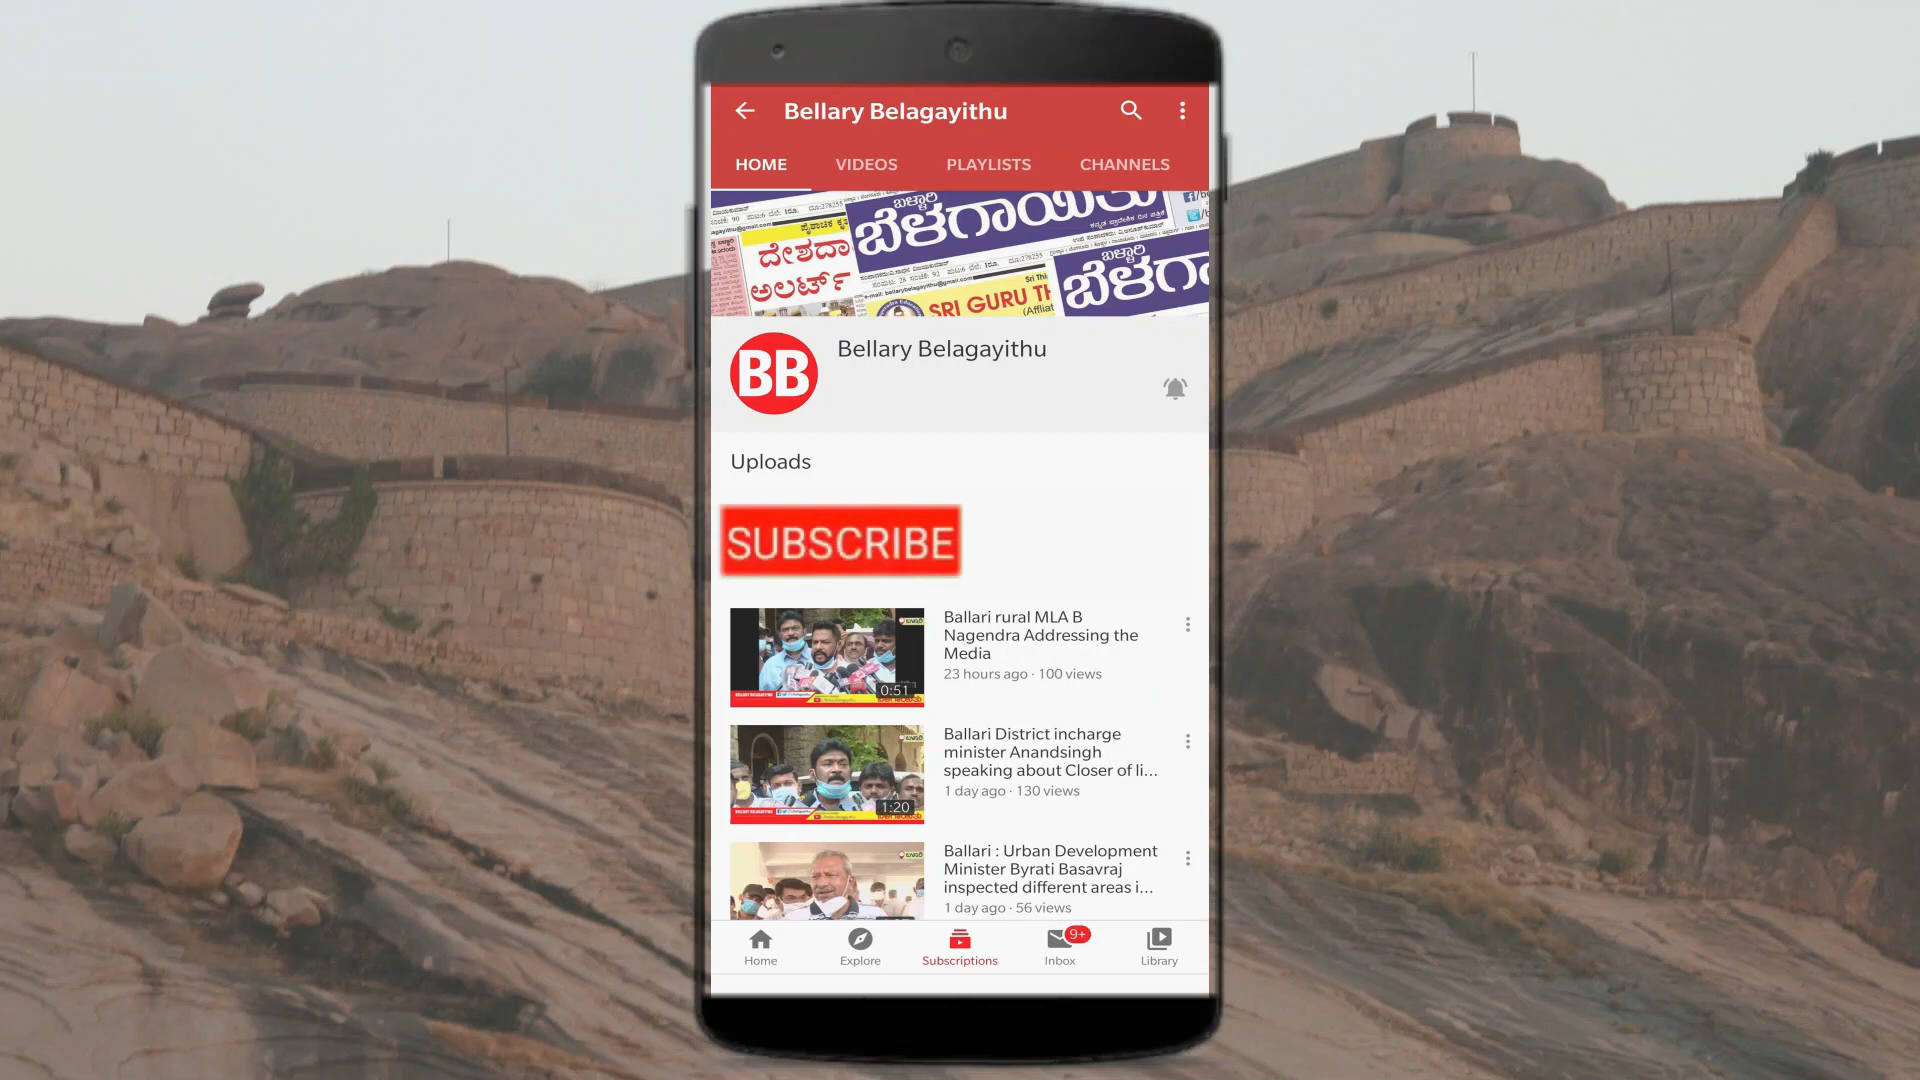 Bellary Belagayithu
HOME VIDEOS PLAYLISTS CHANNELS
ಬಳ್ಳಾರಿ
ಬೆಳಗಾಯಿತು
ದೇಶದಾ
ಅಲರ್ಟ್
ಬಳ್ಳಾರಿ
ಬೆಳಗಾ
SRI GURU TH
(Affliat
BB
Bellary Belagayithu
Uploads
SUBSCRIBE
Ballari rural MLA B
Nagendra Addressing the
Media
23 hours ago · 100 views
0:51
Ballari District incharge
minister Anandsingh
speaking about Closer of li...
1 day ago · 130 views
1:20
Ballari : Urban Development
Minister Byrati Basavraj
inspected different areas i...
1 day ago · 56 views
9+
Home Explore Subscriptions Inbox Library